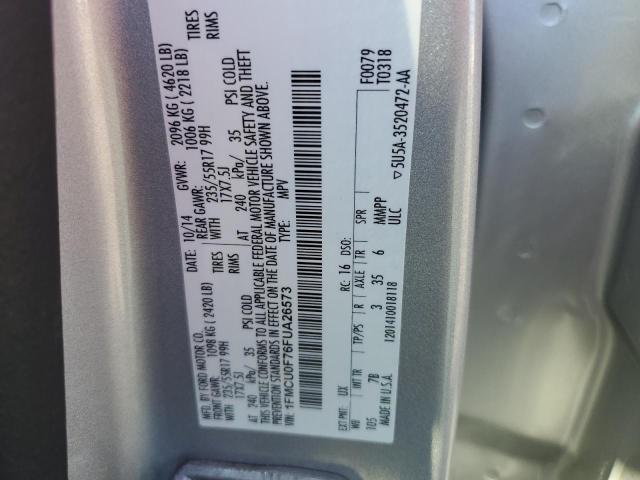 MFD. BY FORD MOTOR CO.
DATE: 10/14 GVWR: 2096 KG ( 4620 LB)
FRONT GAWR: 1098 KG (2420 LB) REAR GAWR: 1006 KG ( 2218 LB)
WITH 235/55R17 99H TIRES WITH 235/55R17 99H TIRES
17X7.5J RIMS 17X7.5J RIMS
AT 240 kPa/ 35 PSI COLD AT 240 kPa/ 35 PSI COLD
THIS VEHICLE CONFORMS TO ALL APPLICABLE FEDERAL MOTOR VEHICLE SAFETY AND THEFT
PREVENTION STANDARDS IN EFFECT ON THE DATE OF MANUFACTURE SHOWN ABOVE.
VIN: 1FMCU0F76FUA26573 TYPE: MPV
F0079
T0318
EXT PNT: UX RC: 16 DSO:
WB INT TR TP/PS R AXLE TR SPR
105 7B 3 35 6 MMPP
ULC
MADE IN U.S.A. 1201410018118
▽5U5A-3520472-AA